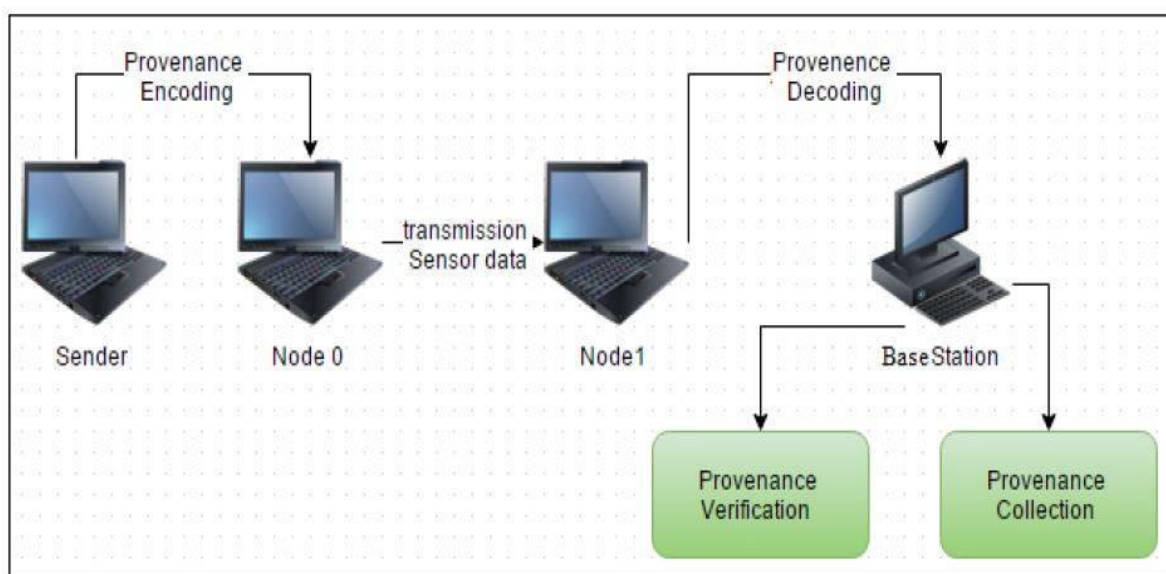 Provenance
Encoding
Provenence
Decoding
transmission
Sensor data
Sender
Node 0
Node1
BaseStation
Provenance
Verification
Provenance
Collection